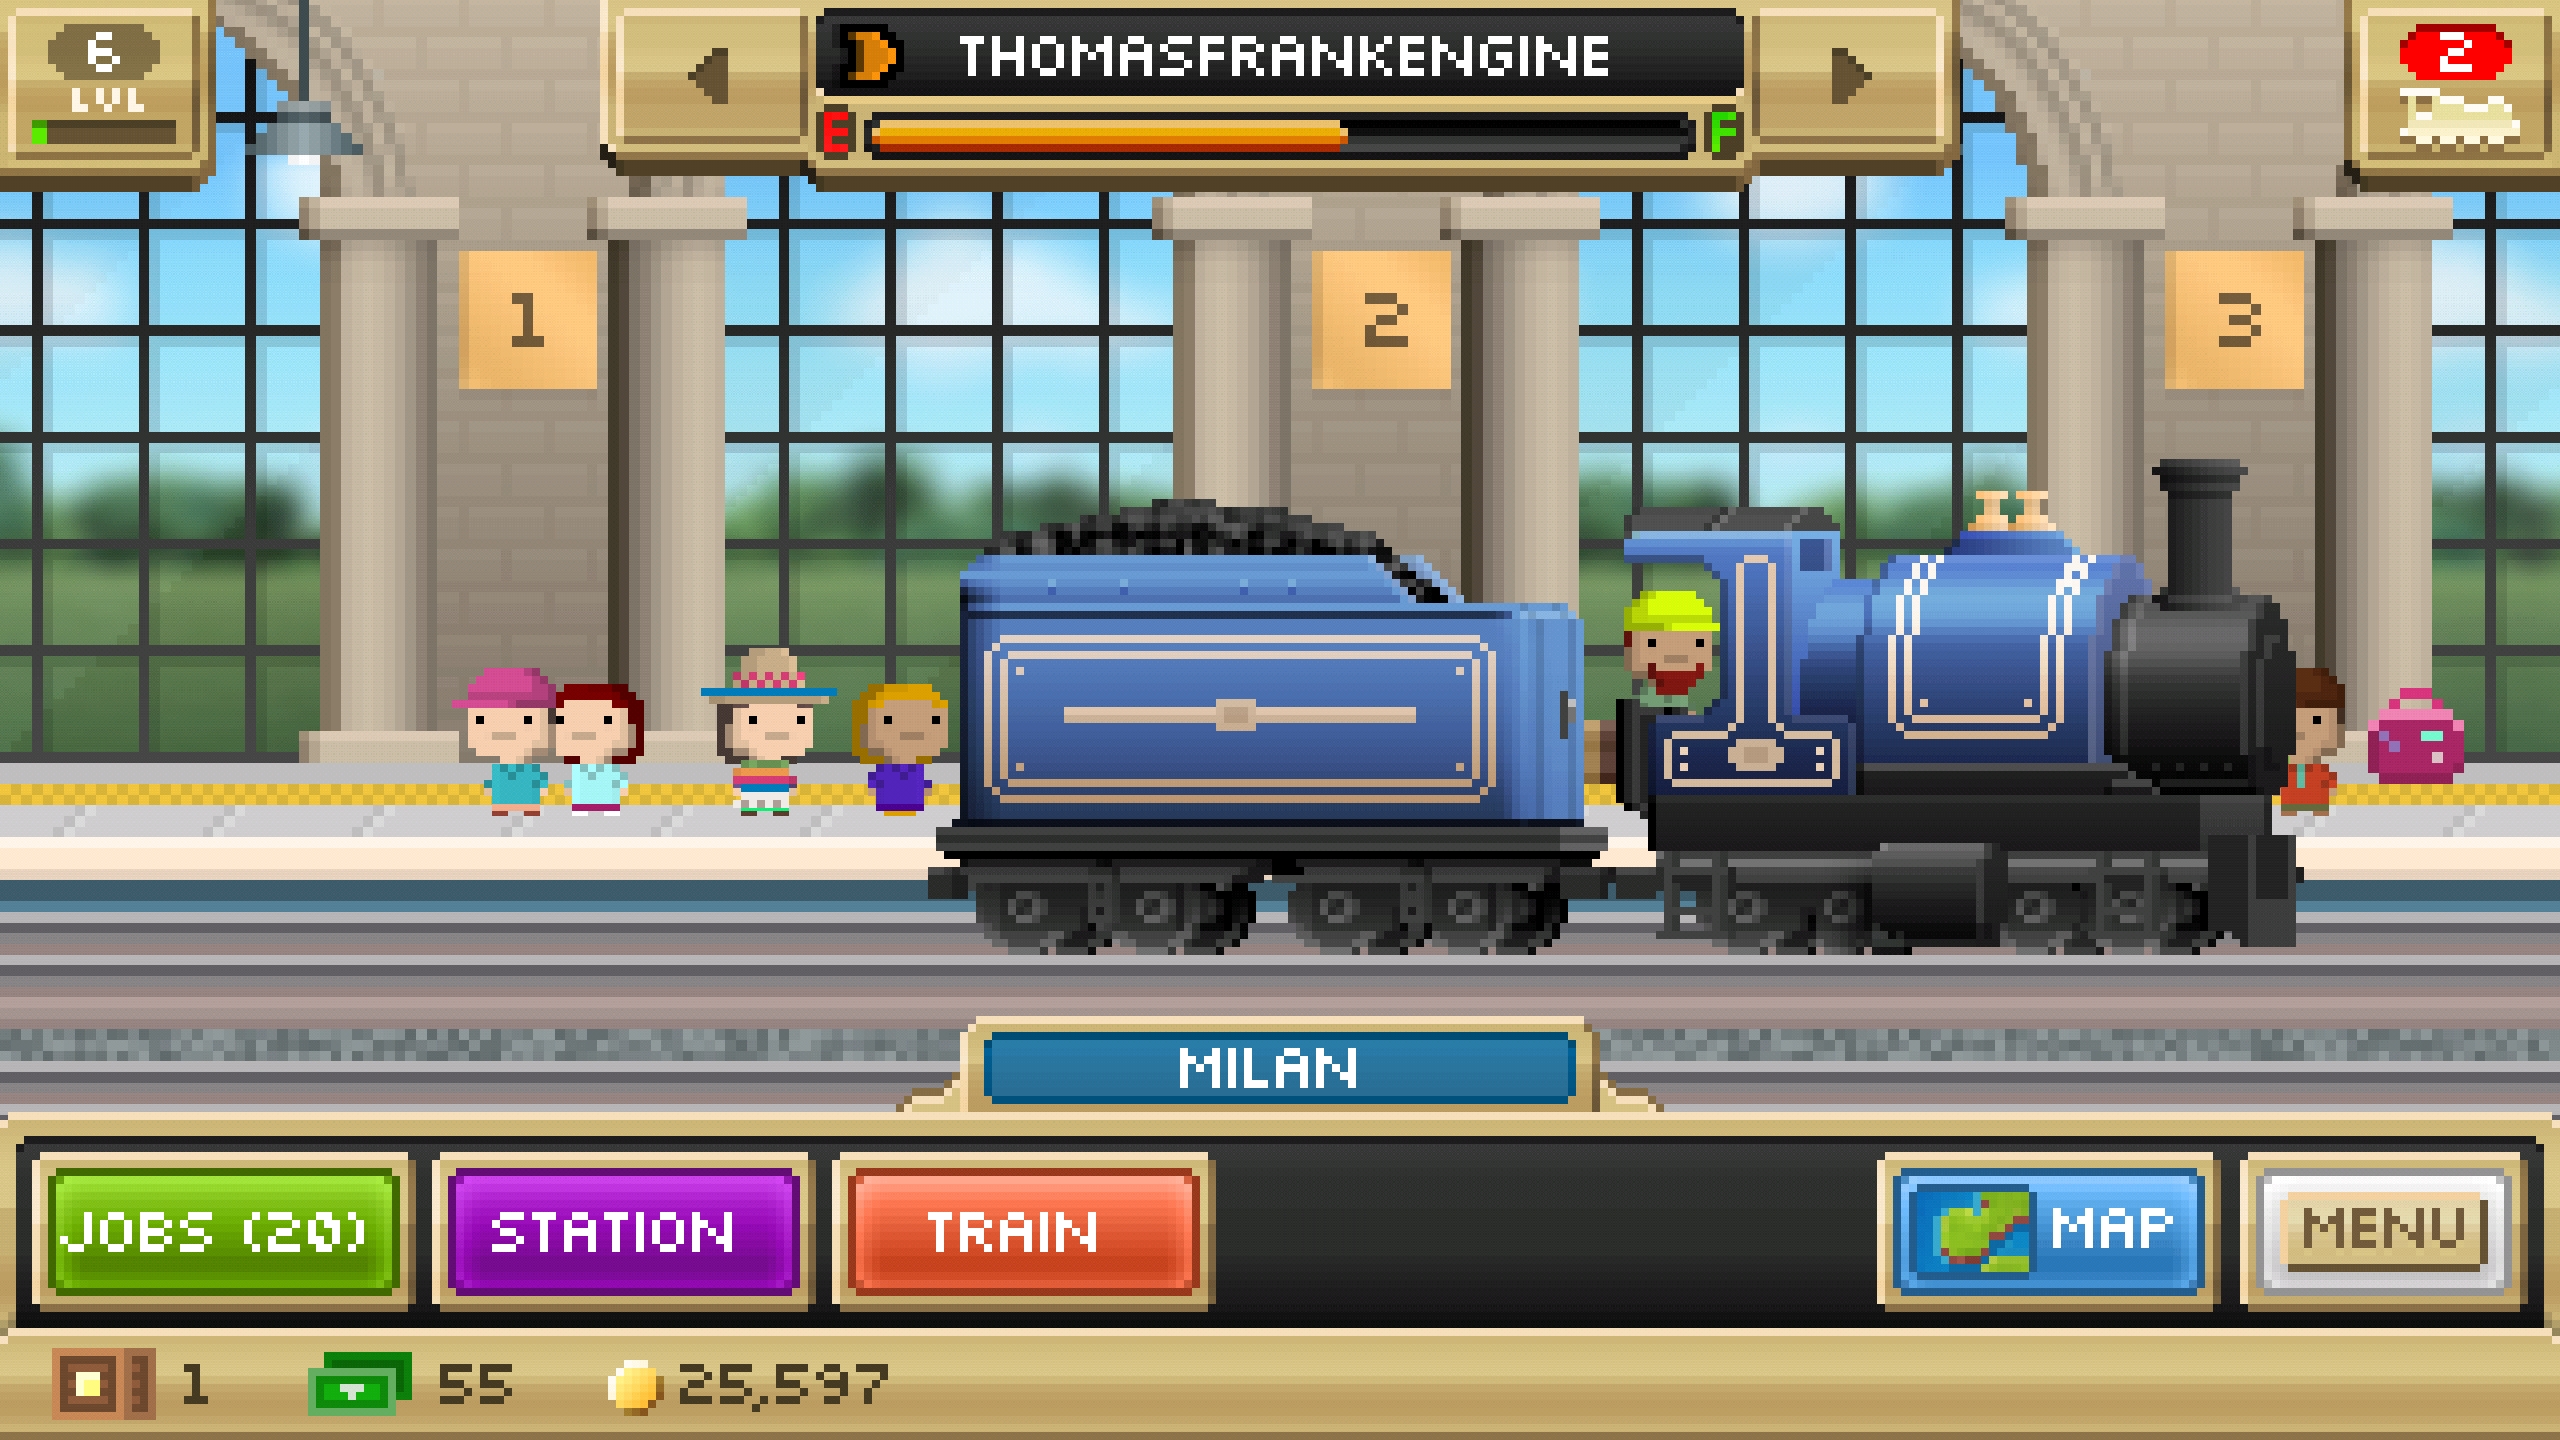 6
LVL
THOMASFRANKENGINE
E F
2
1
2
3
MILAN
JOBS (20)
STATION
TRAIN
MAP
MENU
1
55
25,597